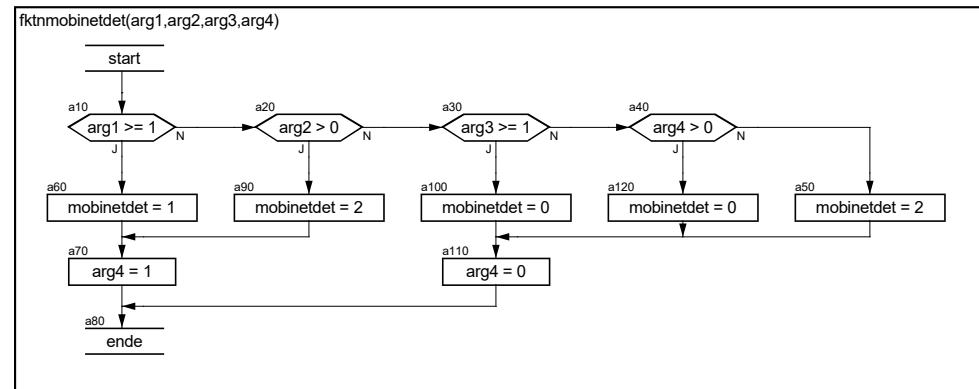 fktnmobinetdet(arg1,arg2,arg3,arg4)
start
a10
arg1 >= 1
N
J
a20
arg2 > 0
N
J
a30
arg3 >= 1
N
J
a40
arg4 > 0
N
J
a60
mobinetdet = 1
a90
mobinetdet = 2
a100
mobinetdet = 0
a120
mobinetdet = 0
a50
mobinetdet = 2
a70
arg4 = 1
a110
arg4 = 0
a80
ende